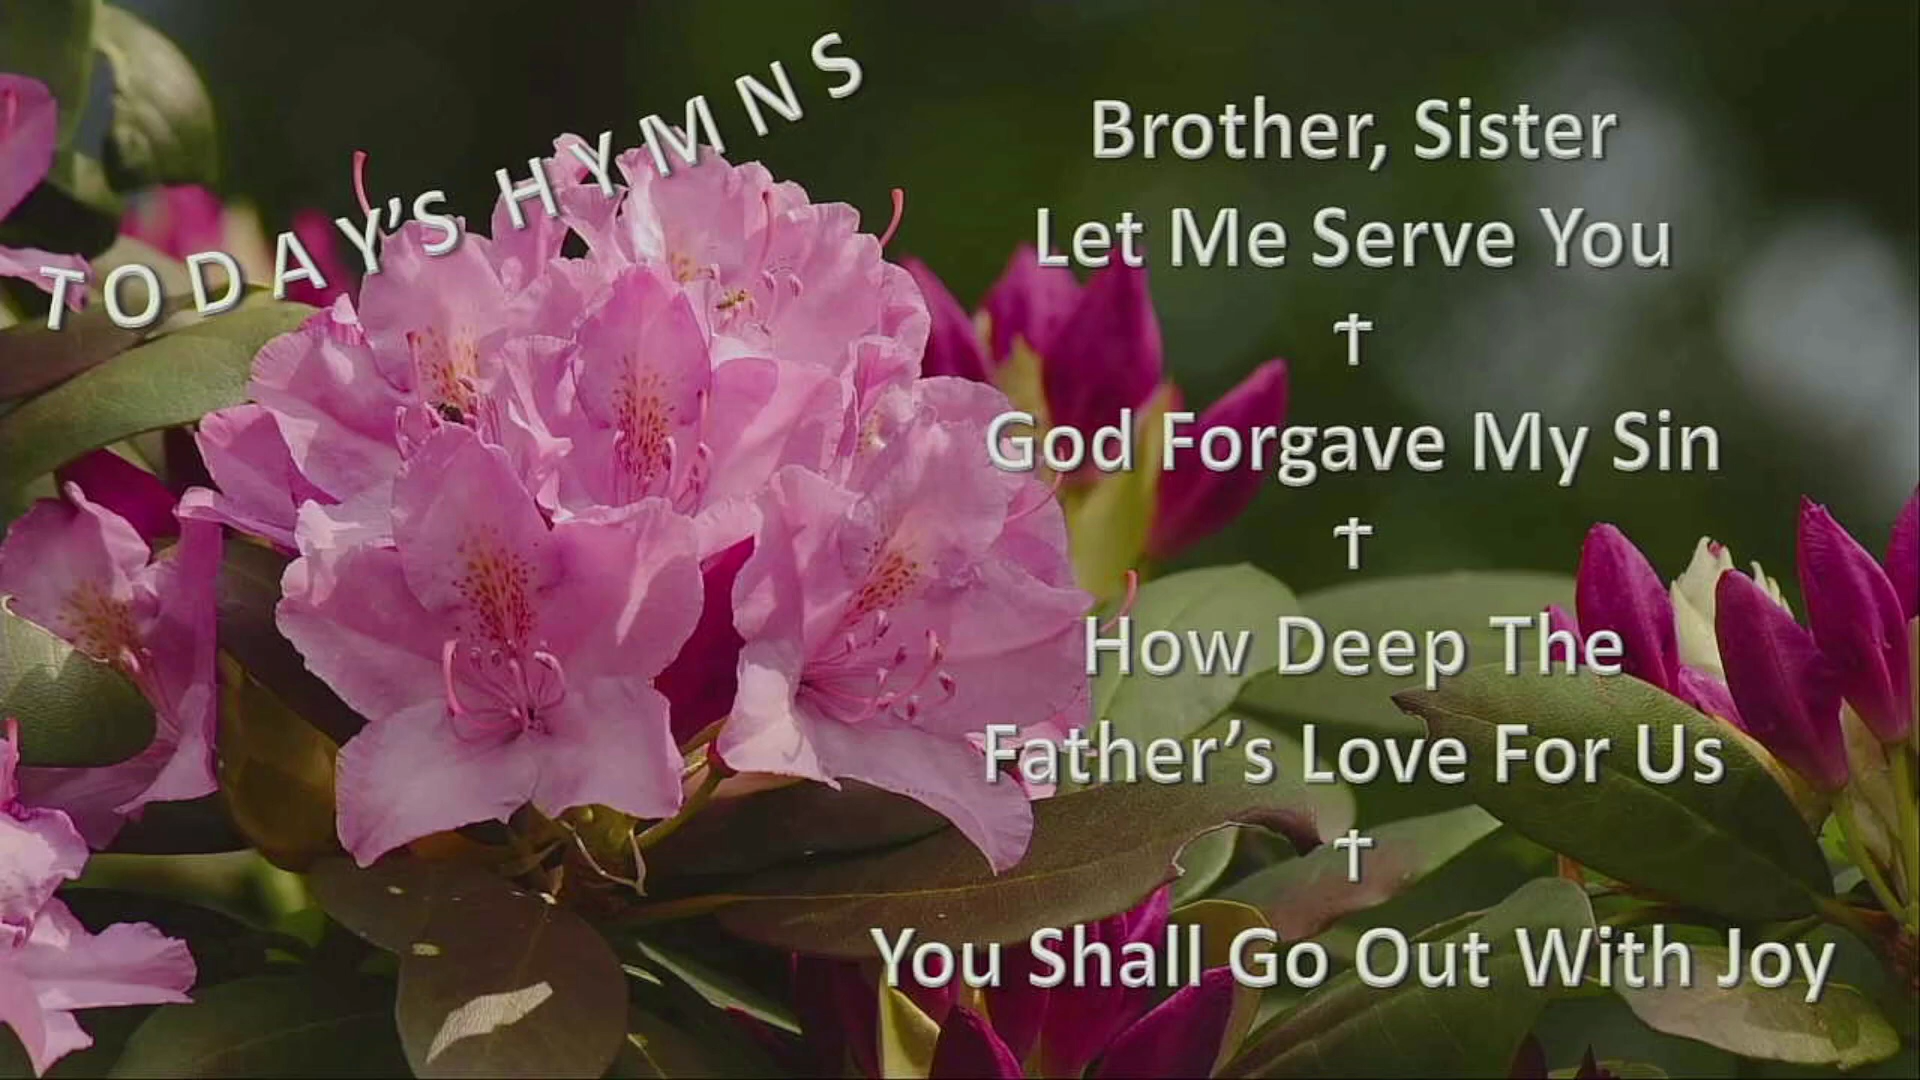 TODAY'S HYMNS
Brother, Sister
Let Me Serve You
†
God Forgave My Sin
†
How Deep The
Father's Love For Us
†
You Shall Go Out With Joy